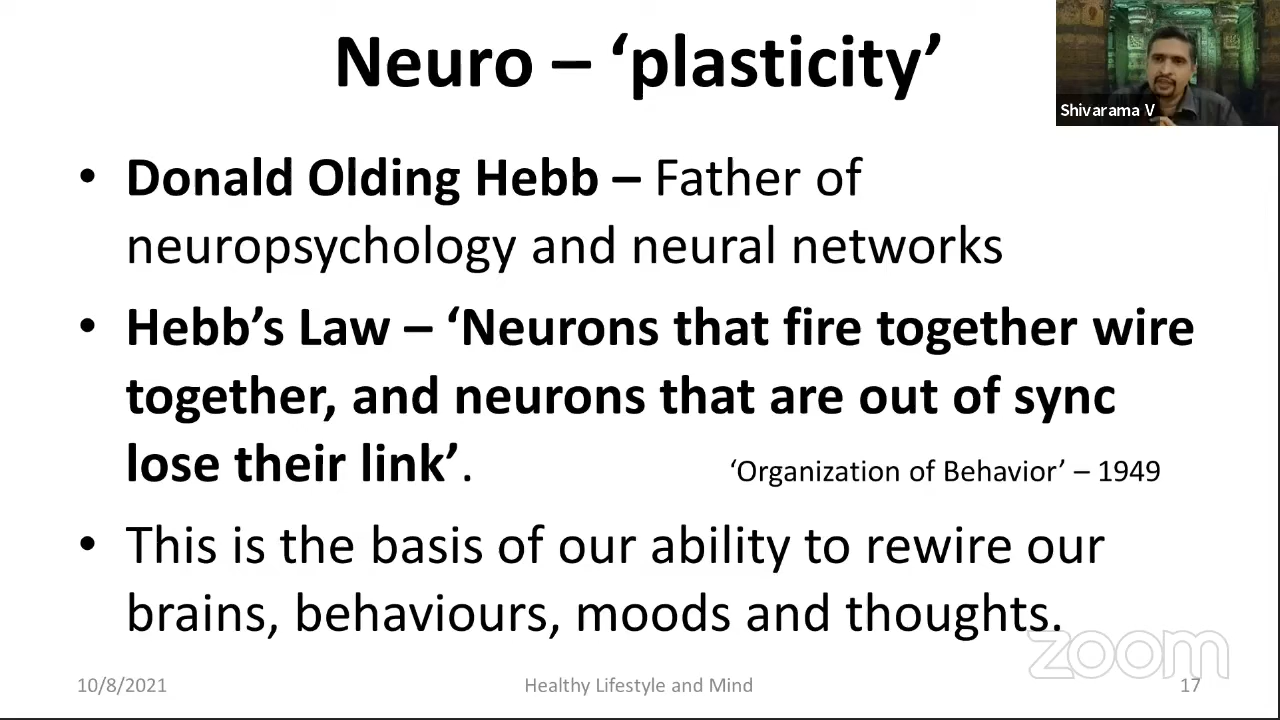 Neuro – ‘plasticity’
Shivarama V
• Donald Olding Hebb – Father of
neuropsychology and neural networks
• Hebb’s Law – ‘Neurons that fire together wire
together, and neurons that are out of sync
lose their link’.
‘Organization of Behavior’ – 1949
• This is the basis of our ability to rewire our
brains, behaviours, moods and thoughts.
zoom
10/8/2021
Healthy Lifestyle and Mind
17